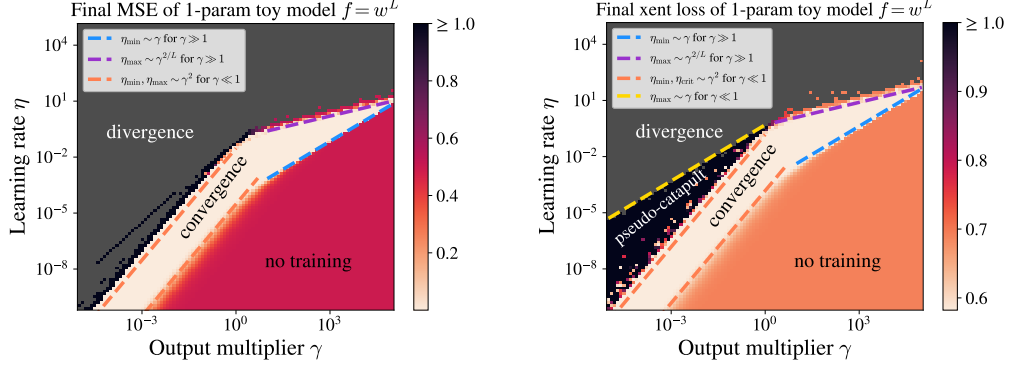 Final MSE of 1-param toy model f = w^L
≥ 1.0
10^4
10^1
10^−2
10^−5
10^−8
Learning rate η
η_min ∼ γ for γ ≫ 1
η_max ∼ γ^{2/L} for γ ≫ 1
η_min, η_max ∼ γ^2 for γ ≪ 1
divergence
convergence
no training
0.8
0.6
0.4
0.2
10^−3
10^0
10^3
Output multiplier γ
Final xent loss of 1-param toy model f = w^L
≥ 1.0
10^4
10^1
10^−2
10^−5
10^−8
Learning rate η
η_min ∼ γ for γ ≫ 1
η_max ∼ γ^{2/L} for γ ≫ 1
η_min, η_crit ∼ γ^2 for γ ≪ 1
η_max ∼ γ for γ ≪ 1
divergence
pseudo-catapult
convergence
no training
0.9
0.8
0.7
0.6
10^−3
10^0
10^3
Output multiplier γ